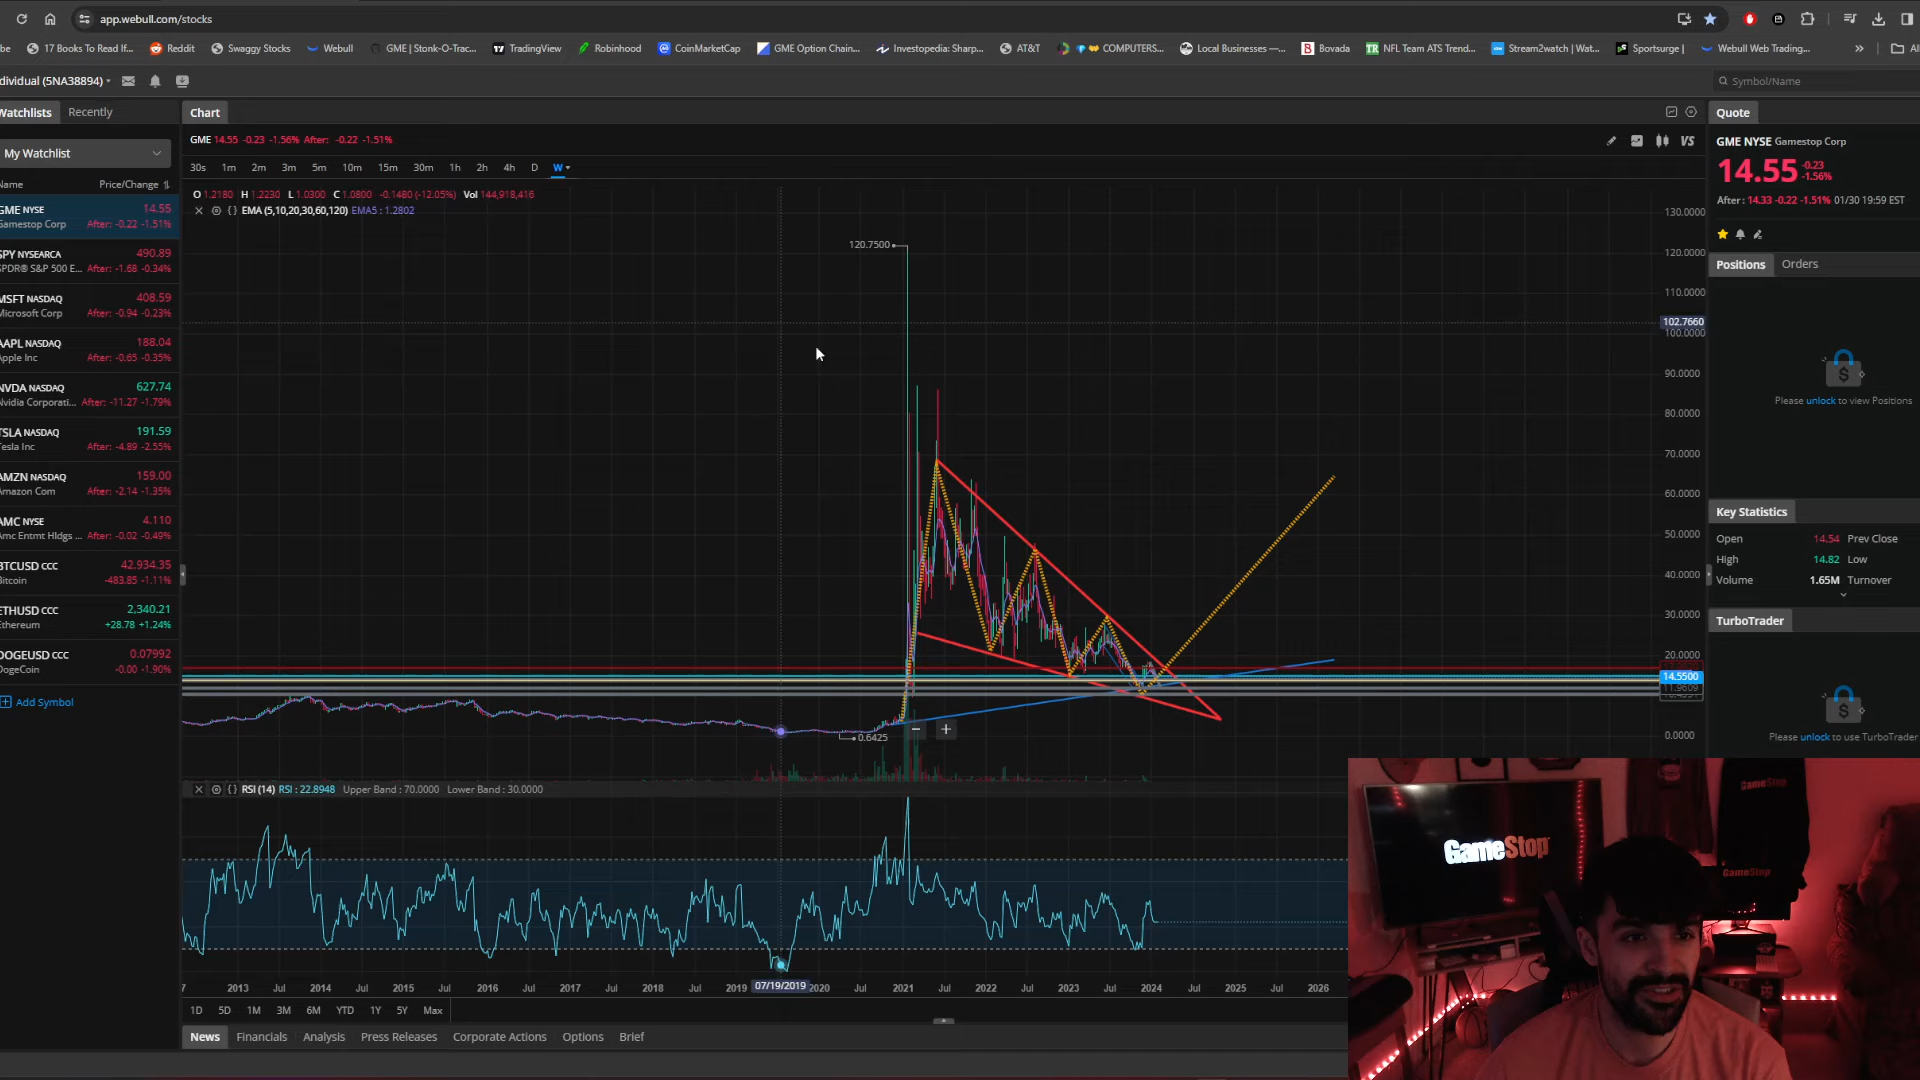 app.webull.com/stocks
be 17 Books To Read If... Reddit Swaggy Stocks Webull GME | Stonk-O-Trac... TradingView Robinhood CoinMarketCap GME Option Chain... Investopedia: Sharp... AT&T COMPUTERS... Local Businesses —... Bovada NFL Team ATS Trend... Stream2watch | Wat... Sportsurge | Webull Web Trading... » All
dividual (5NA38894) Symbol/Name
Watchlists Recently Chart Quote
My Watchlist
Name Price/Change
GME NYSE 14.55
Gamestop Corp After: -0.22 -1.51%
SPY NYSEARCA 490.89
SPDR® S&P 500 E... After: -1.68 -0.34%
MSFT NASDAQ 408.59
Microsoft Corp After: -0.94 -0.23%
AAPL NASDAQ 188.04
Apple Inc After: -0.65 -0.35%
NVDA NASDAQ 627.74
Nvidia Corporati... After: -11.27 -1.79%
TSLA NASDAQ 191.59
Tesla Inc After: -4.89 -2.55%
AMZN NASDAQ 159.00
Amazon Com After: -2.14 -1.35%
AMC NYSE 4.110
Amc Entmt Hldgs ... After: -0.02 -0.49%
BTCUSD CCC 42,934.35
Bitcoin -483.85 -1.11%
ETHUSD CCC 2,340.21
Ethereum +28.78 +1.24%
DOGEUSD CCC 0.07992
DogeCoin -0.00 -1.90%
Add Symbol
GME 14.55 -0.23 -1.56% After: -0.22 -1.51%
30s 1m 2m 3m 5m 10m 15m 30m 1h 2h 4h D W
VS
O 1.2180 H 1.2230 L 1.0300 C 1.0800 -0.1480 (-12.05%) Vol 144,918,416
EMA (5,10,20,30,60,120) EMA5 : 1.2802
120.7500
0.6425
130.0000
120.0000
110.0000
102.7660
100.0000
90.0000
80.0000
70.0000
60.0000
50.0000
40.0000
30.0000
20.0000
14.5500
11.9609
0.0000
RSI (14) RSI : 22.8948 Upper Band : 70.0000 Lower Band : 30.0000
7 2013 Jul 2014 Jul 2015 Jul 2016 Jul 2017 Jul 2018 Jul 2019 07/19/2019 2020 Jul 2021 Jul 2022 Jul 2023 Jul 2024 Jul 2025 Jul 2026
1D 5D 1M 3M 6M YTD 1Y 5Y Max
News Financials Analysis Press Releases Corporate Actions Options Brief
GME NYSE Gamestop Corp
14.55 -0.23
-1.56%
After : 14.33 -0.22 -1.51% 01/30 19:59 EST
Positions Orders
Please unlock to view Positions
Key Statistics
Open 14.54 Prev Close
High 14.82 Low
Volume 1.65M Turnover
TurboTrader
Please unlock to use TurboTrader
GameStop
GameStop
GameStop